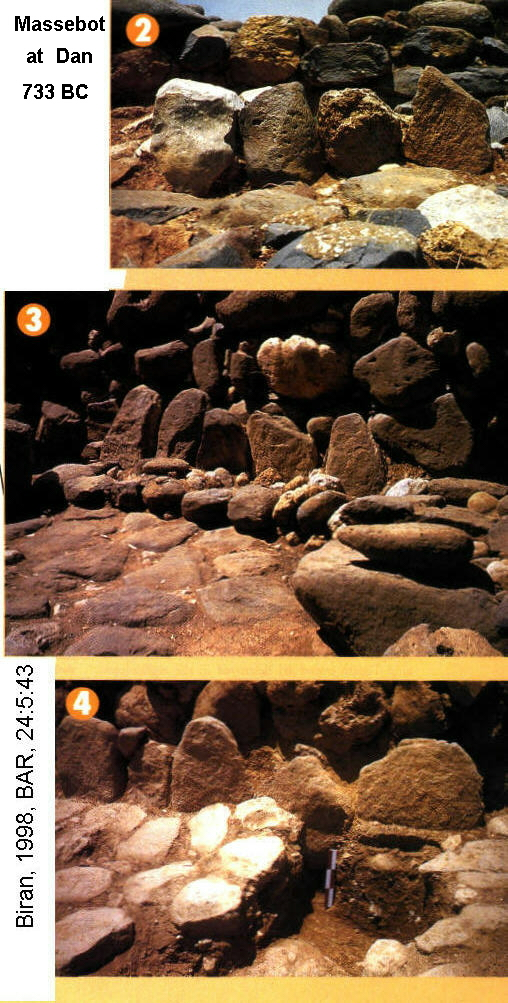 Massebot
at Dan
733 BC
2
3
4
Biran, 1998, BAR, 24:5:43